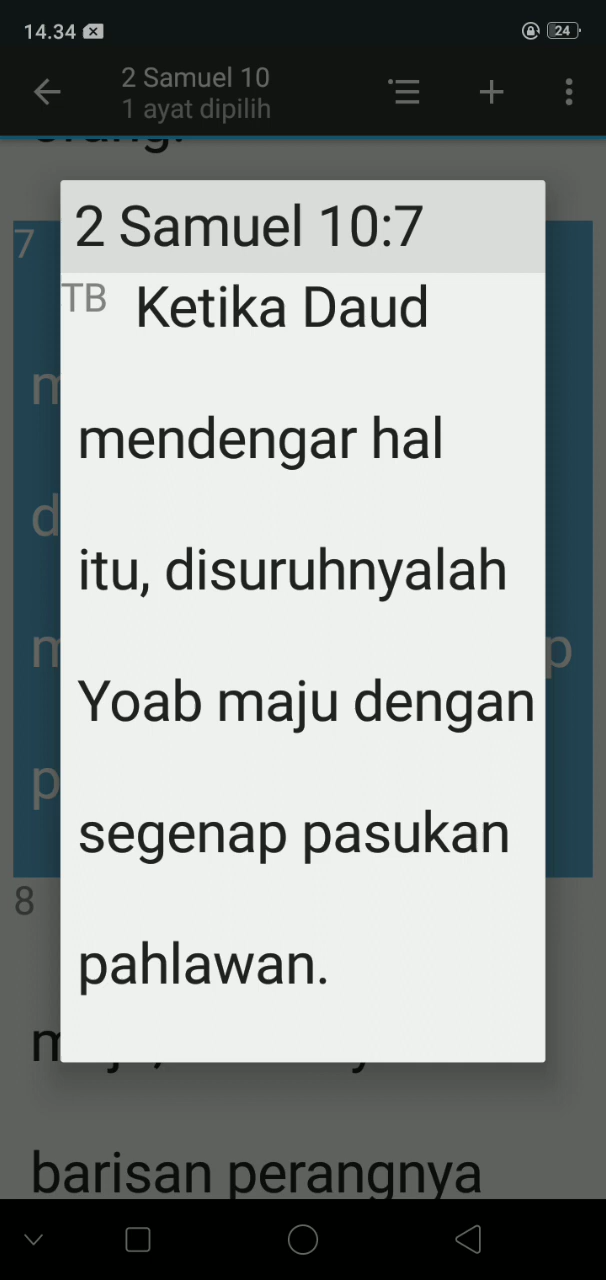 14.34
24
2 Samuel 10
1 ayat dipilih
7
2 Samuel 10:7
TB Ketika Daud
mendengar hal
itu, disuruhnyalah
Yoab maju dengan
segenap pasukan
pahlawan.
8
barisan perangnya